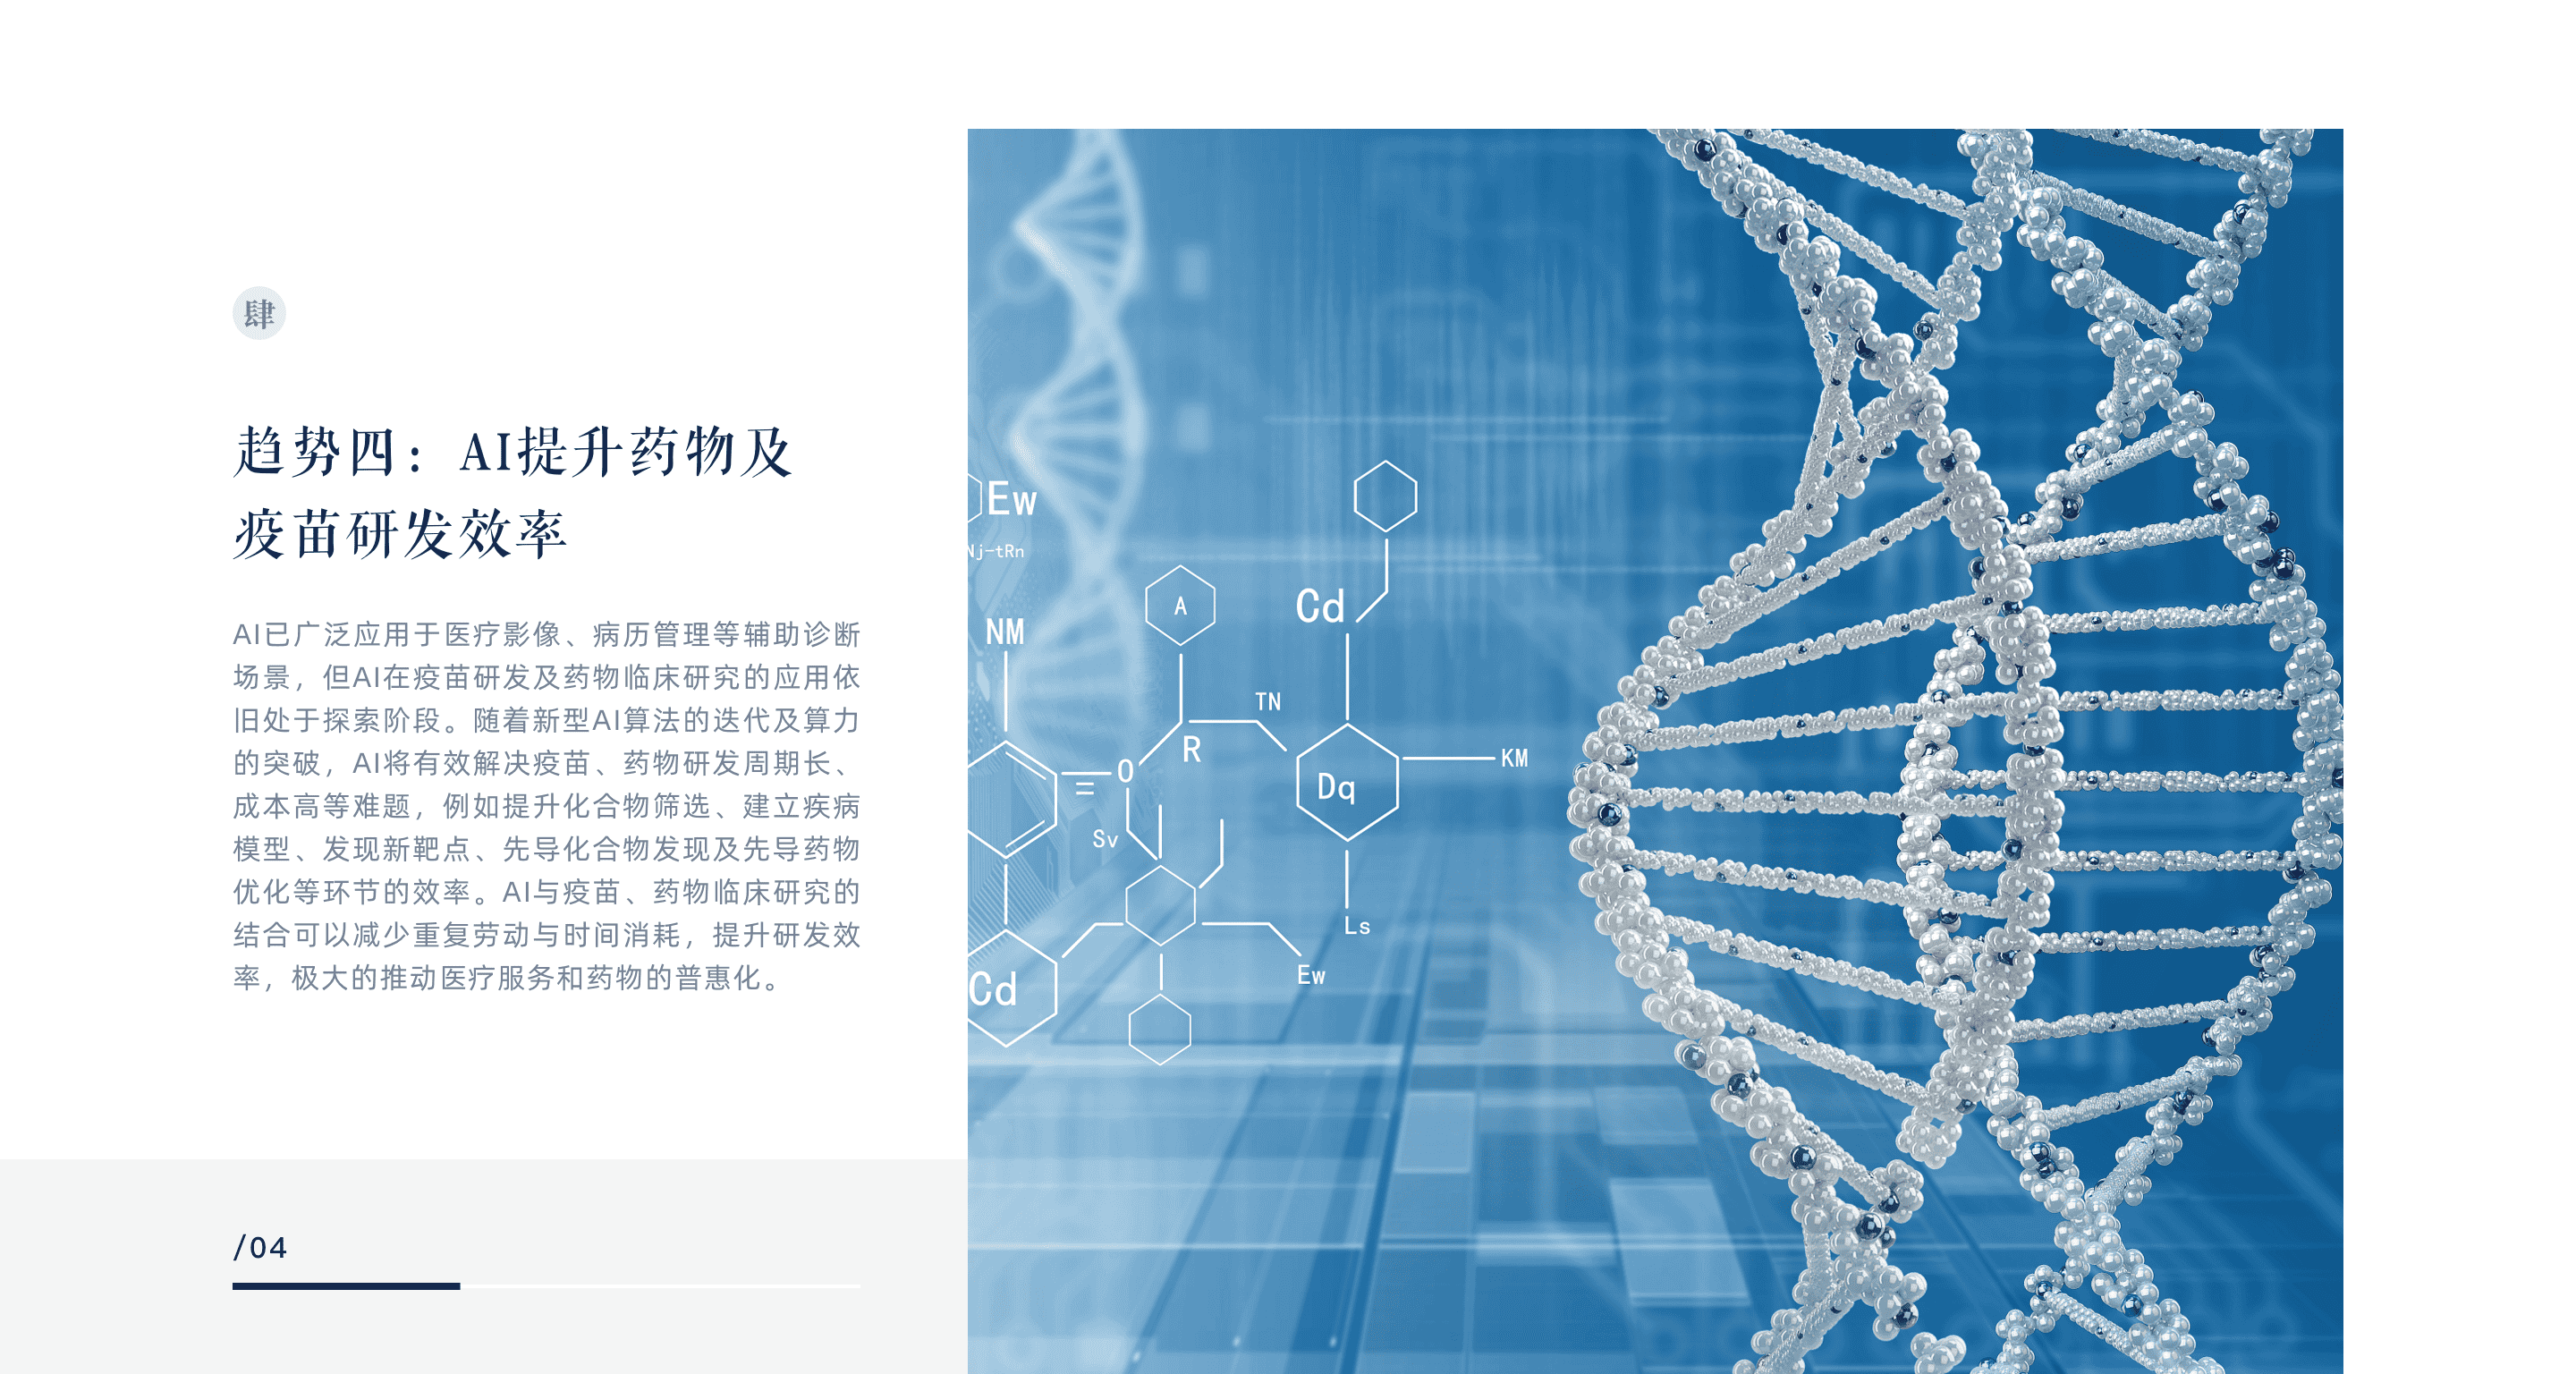 肆
趋势四：AI提升药物及
疫苗研发效率
AI已广泛应用于医疗影像、病历管理等辅助诊断
场景，但AI在疫苗研发及药物临床研究的应用依
旧处于探索阶段。随着新型AI算法的迭代及算力
的突破，AI将有效解决疫苗、药物研发周期长、
成本高等难题，例如提升化合物筛选、建立疾病
模型、发现新靶点、先导化合物发现及先导药物
优化等环节的效率。AI与疫苗、药物临床研究的
结合可以减少重复劳动与时间消耗，提升研发效
率，极大的推动医疗服务和药物的普惠化。
/04
Ew
Nj-tRn
NM
A
Cd
TN
R
O
KM
Dq
Sv
Ls
Ew
Cd